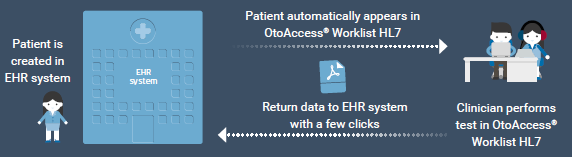 Patient is
created in
EHR system
EHR
system
Patient automatically appears in
OtoAccess® Worklist HL7
Return data to EHR system
with a few clicks
Clinician performs
test in OtoAccess®
Worklist HL7